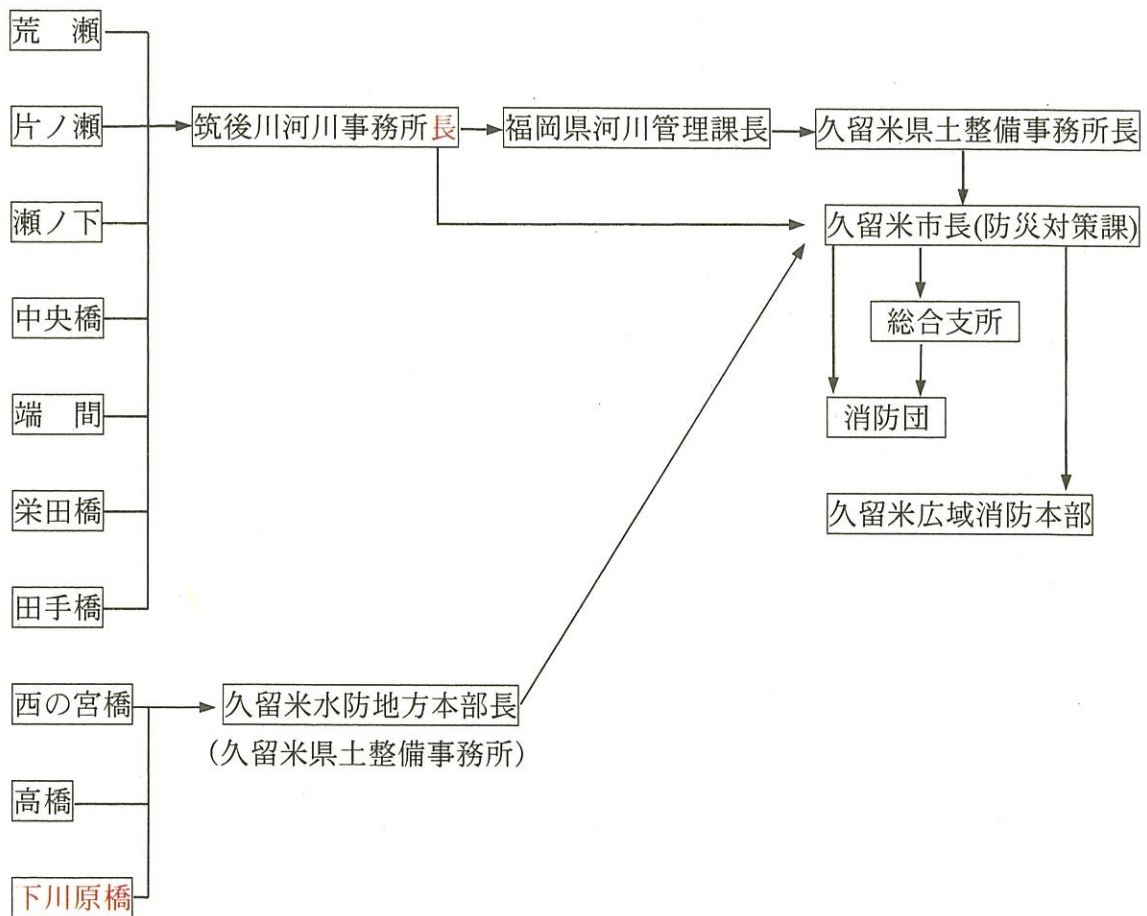 荒　瀬
片ノ瀬
筑後川河川事務所長
福岡県河川管理課長
久留米県土整備事務所長
瀬ノ下
久留米市長(防災対策課)
中央橋
総合支所
端　間
消防団
栄田橋
久留米広域消防本部
田手橋
西の宮橋
久留米水防地方本部長
(久留米県土整備事務所)
高橋
下川原橋